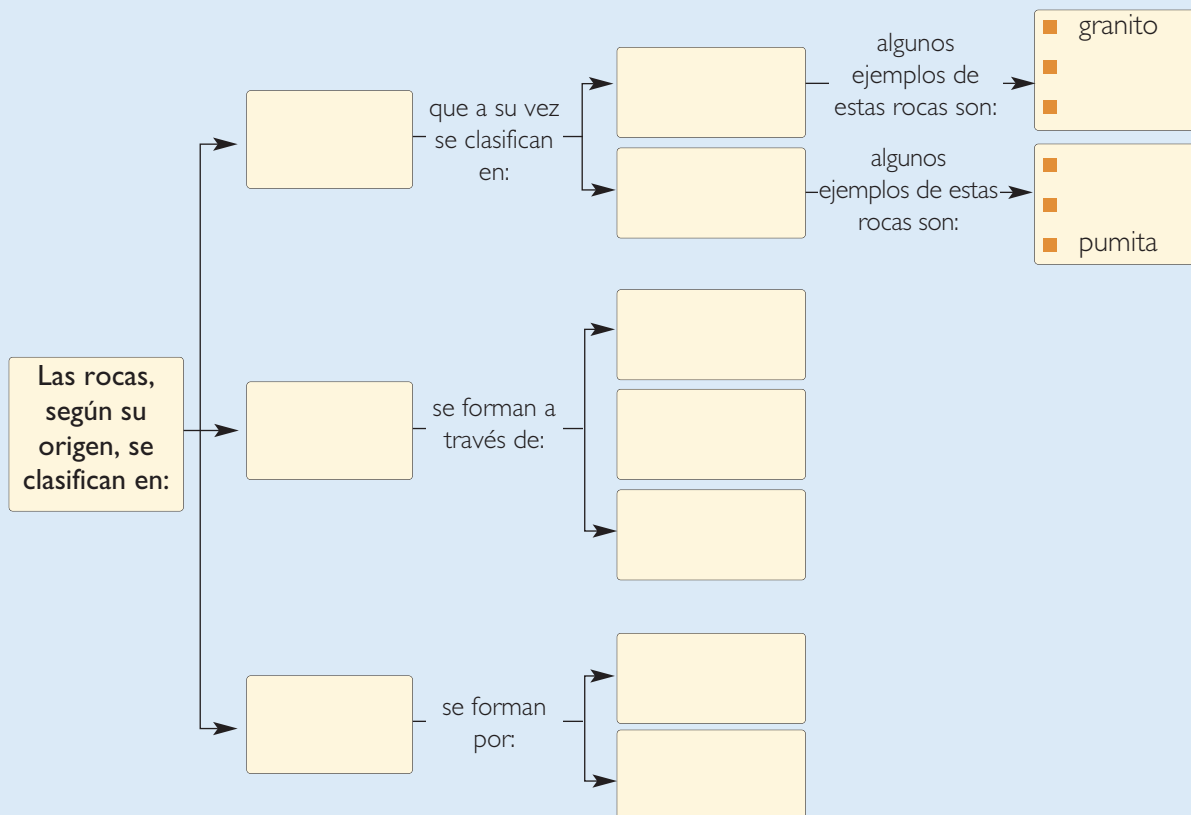 Las rocas,
según su
origen, se
clasifican en:
que a su vez
se clasifican
en:
algunos
ejemplos de
estas rocas son:
granito
algunos
ejemplos de estas
rocas son:
pumita
se forman a
través de:
se forman
por: